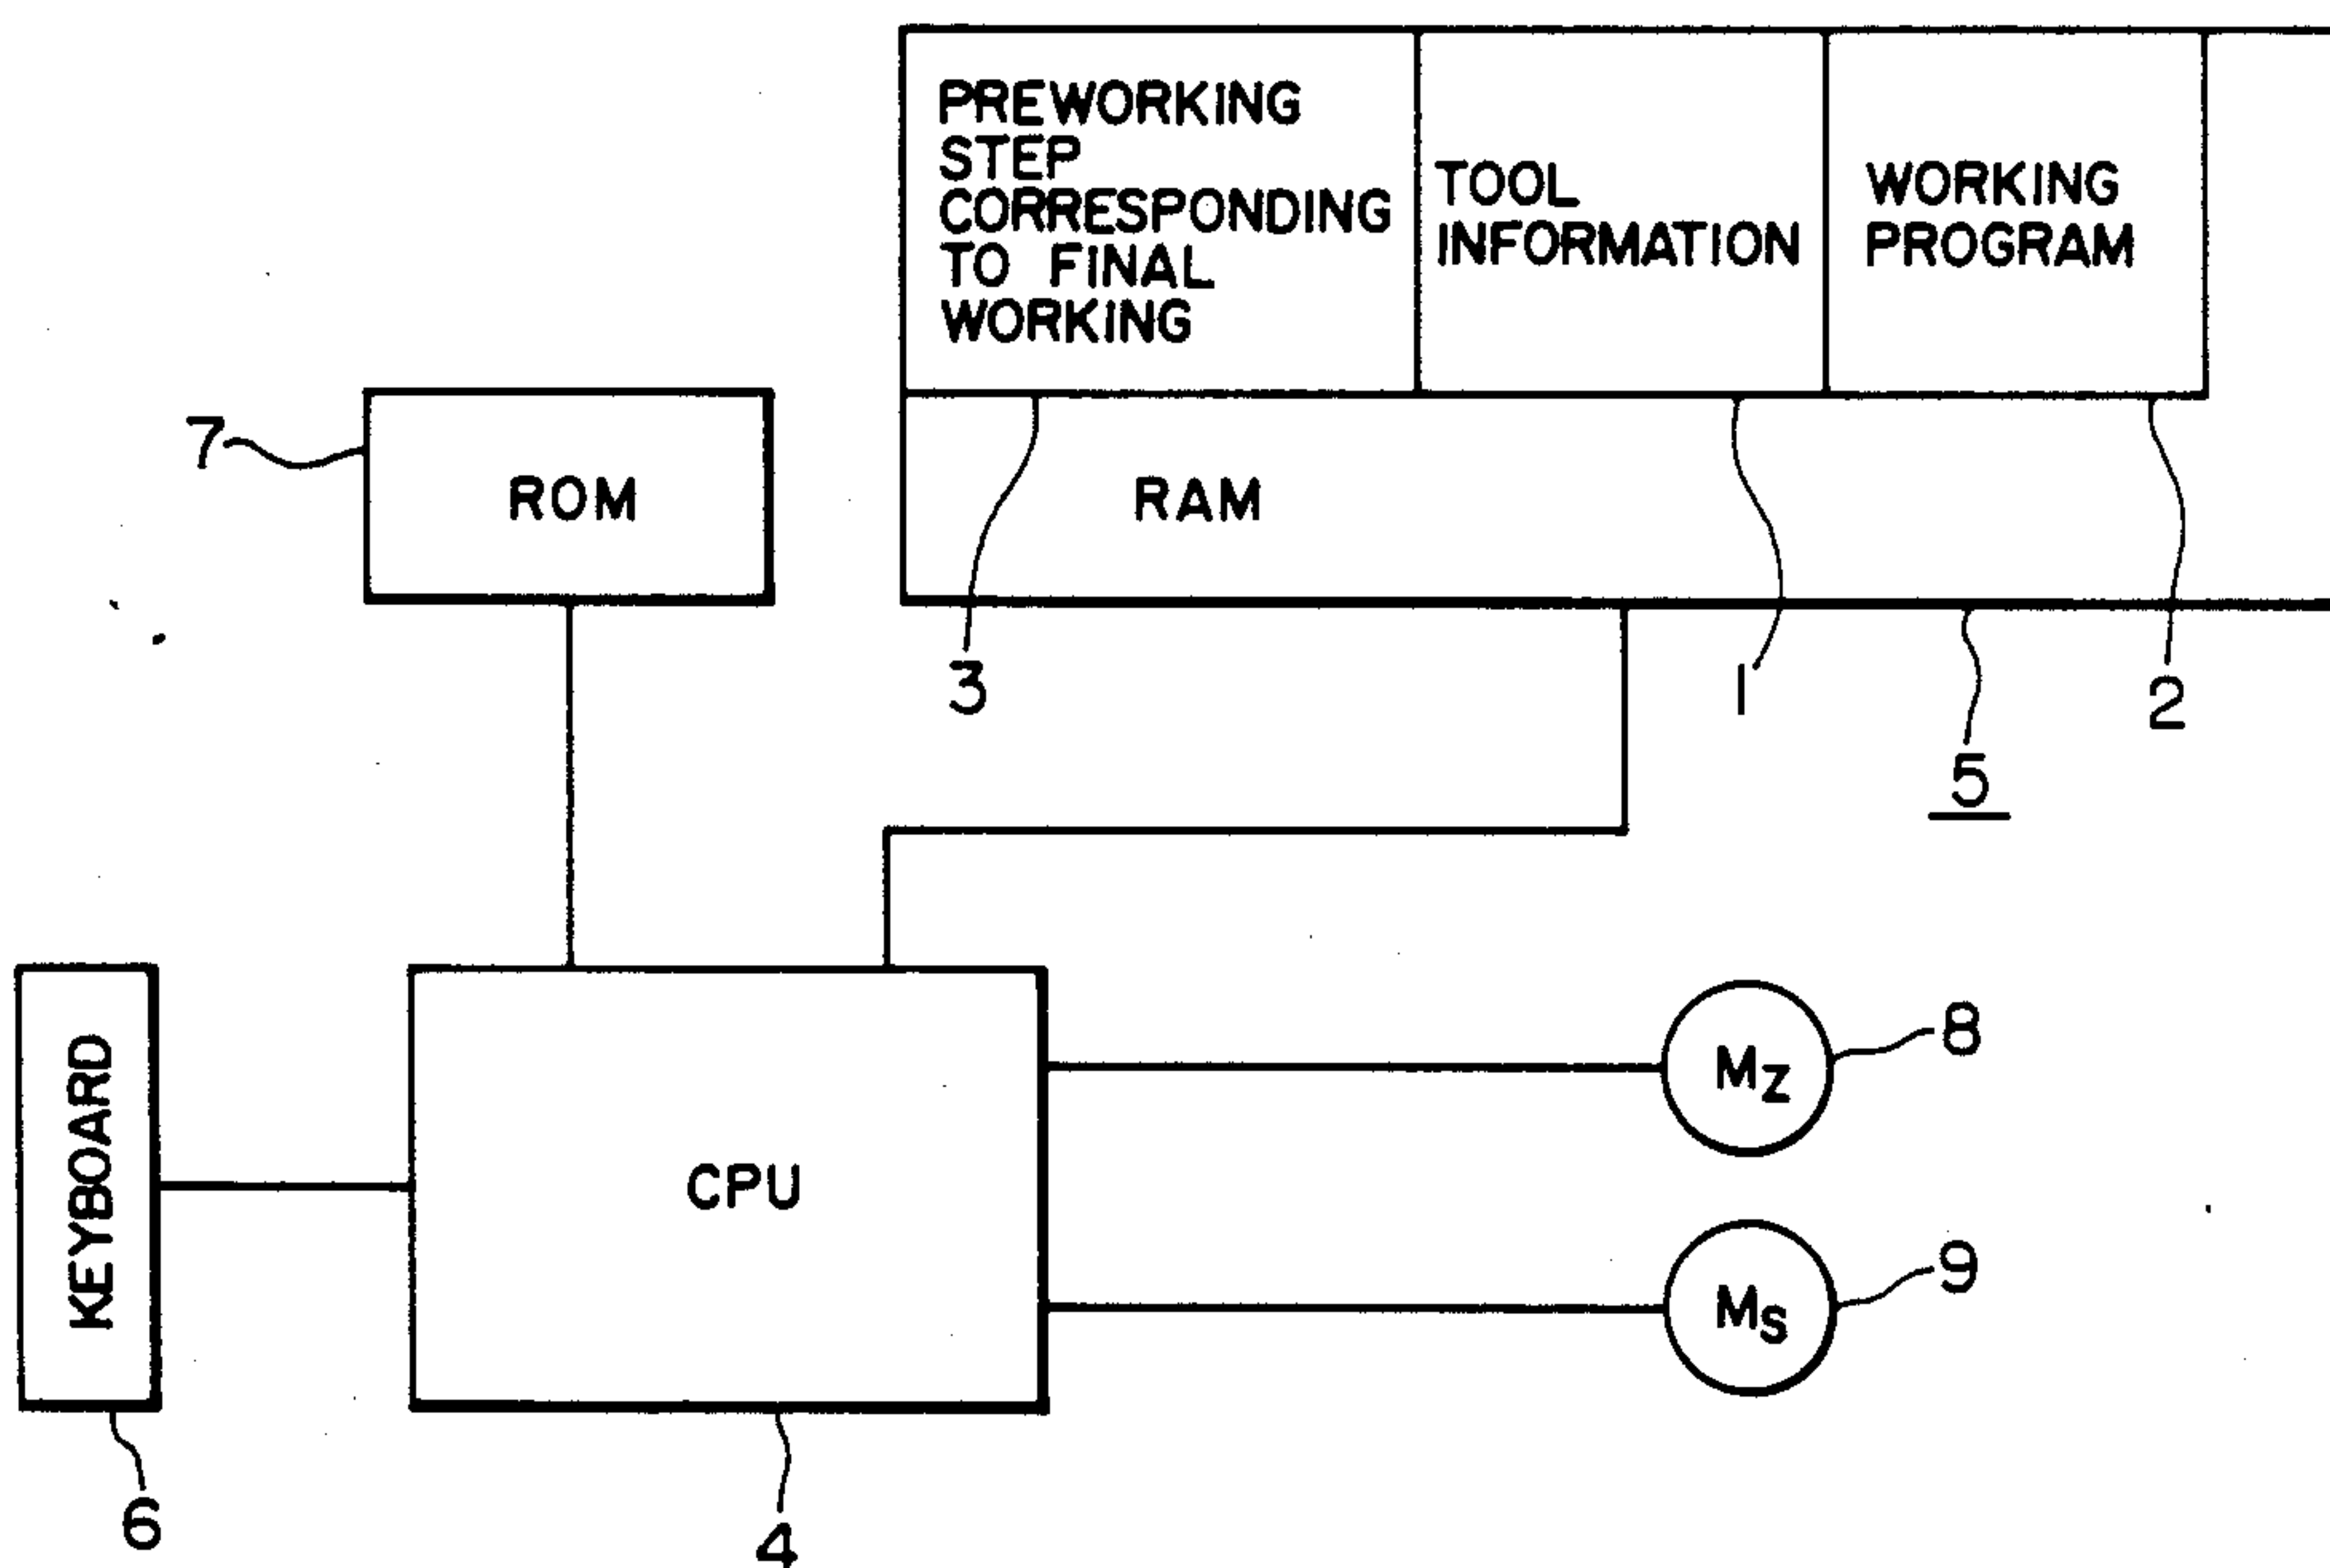 PREWORKING
STEP
CORRESPONDING
TO FINAL
WORKING
TOOL
INFORMATION
WORKING
PROGRAM
7
ROM
RAM
3
1
2
5
KEYBOARD
CPU
MZ
8
MS
9
6
4